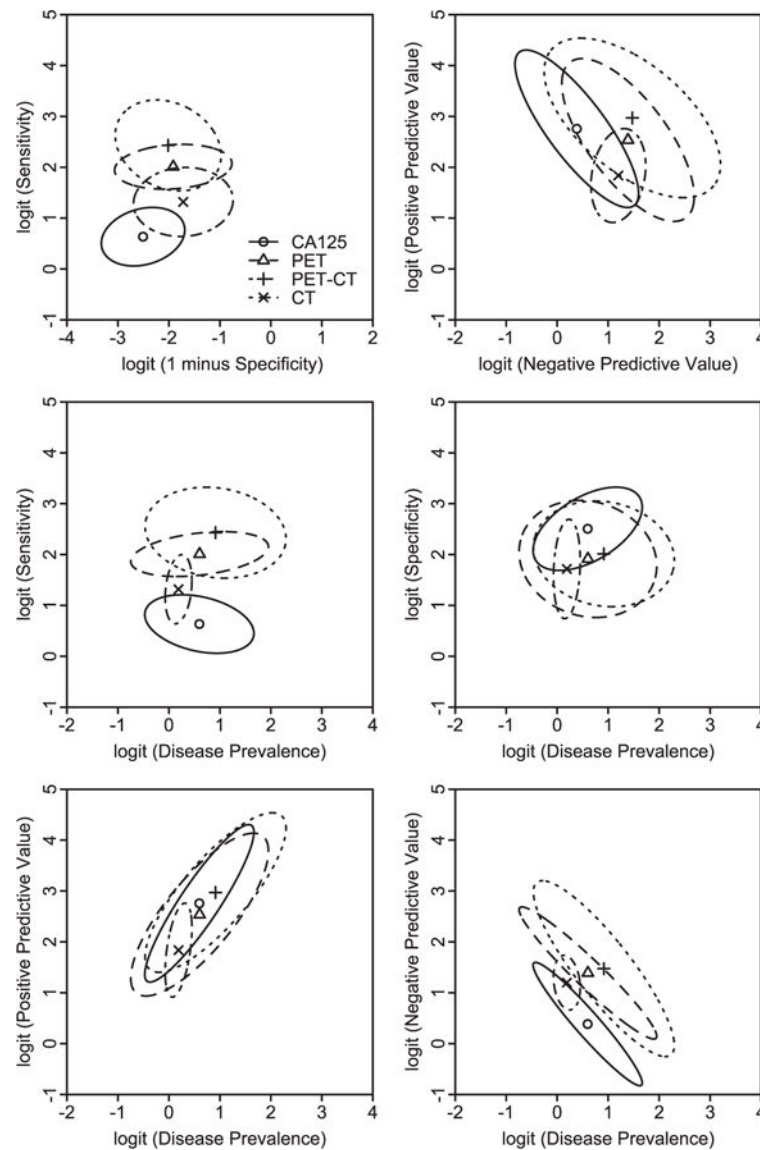 logit (Sensitivity)
5
4
3
2
1
0
-1
CA125
PET
PET-CT
CT
-4 -3 -2 -1 0 1 2
logit (1 minus Specificity)
logit (Positive Predictive Value)
5
4
3
2
1
0
-1
-2 -1 0 1 2 3 4
logit (Negative Predictive Value)
logit (Sensitivity)
5
4
3
2
1
0
-1
-2 -1 0 1 2 3 4
logit (Disease Prevalence)
logit (Specificity)
5
4
3
2
1
0
-1
-2 -1 0 1 2 3 4
logit (Disease Prevalence)
logit (Positive Predictive Value)
5
4
3
2
1
0
-1
-2 -1 0 1 2 3 4
logit (Disease Prevalence)
logit (Negative Predictive Value)
5
4
3
2
1
0
-1
-2 -1 0 1 2 3 4
logit (Disease Prevalence)